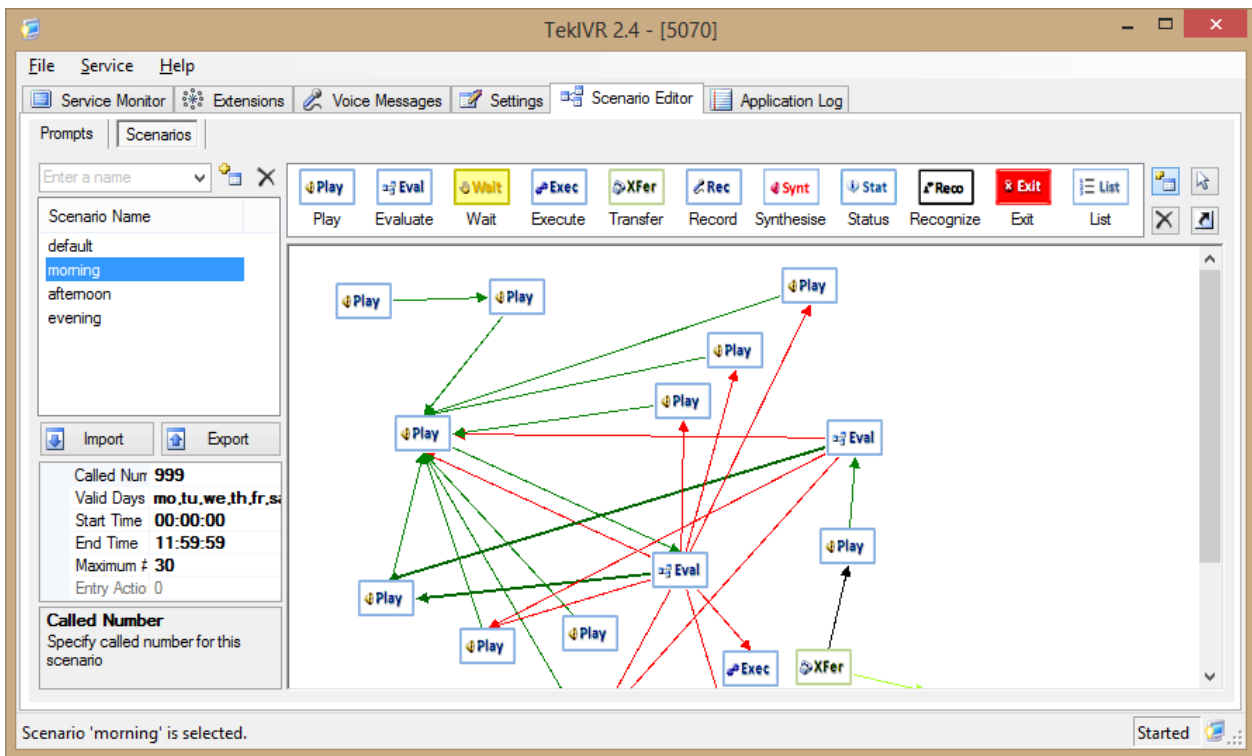 TekIVR 2.4 - [5070]
File Service Help
Service Monitor Extensions Voice Messages Settings Scenario Editor Application Log
Prompts Scenarios
Enter a name
Play Eval Wait Exec XFer Rec Synt Stat Reco Exit List
Play Evaluate Wait Execute Transfer Record Synthesise Status Recognize Exit List
Scenario Name
default
morning
afternoon
evening
Import Export
Called Nur 999
Valid Days mo,tu,we,th,fr,sa
Start Time 00:00:00
End Time 11:59:59
Maximum # 30
Entry Actio 0
Called Number
Specify called number for this
scenario
Play
Play
Play
Play
Play
Play
Eval
Play
Eval
Play
Play
Play
Exec
XFer
Scenario 'morning' is selected.
Started